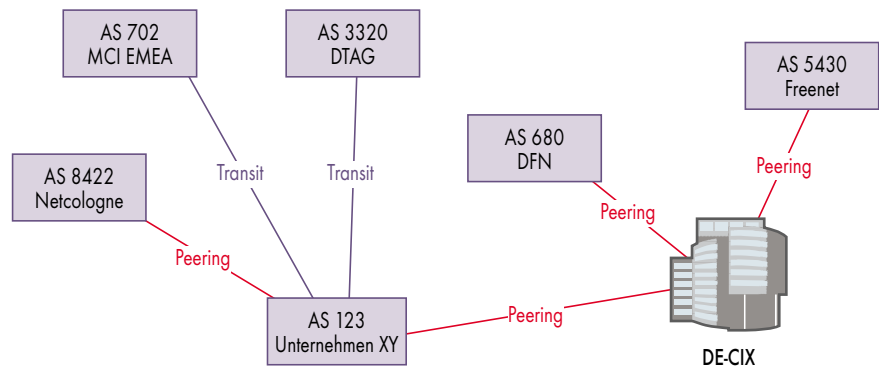 AS 702
MCI EMEA
AS 3320
DTAG
AS 5430
Freenet
AS 680
DFN
AS 8422
Netcologne
Transit
Transit
Peering
Peering
Peering
Peering
AS 123
Unternehmen XY
DE-CIX